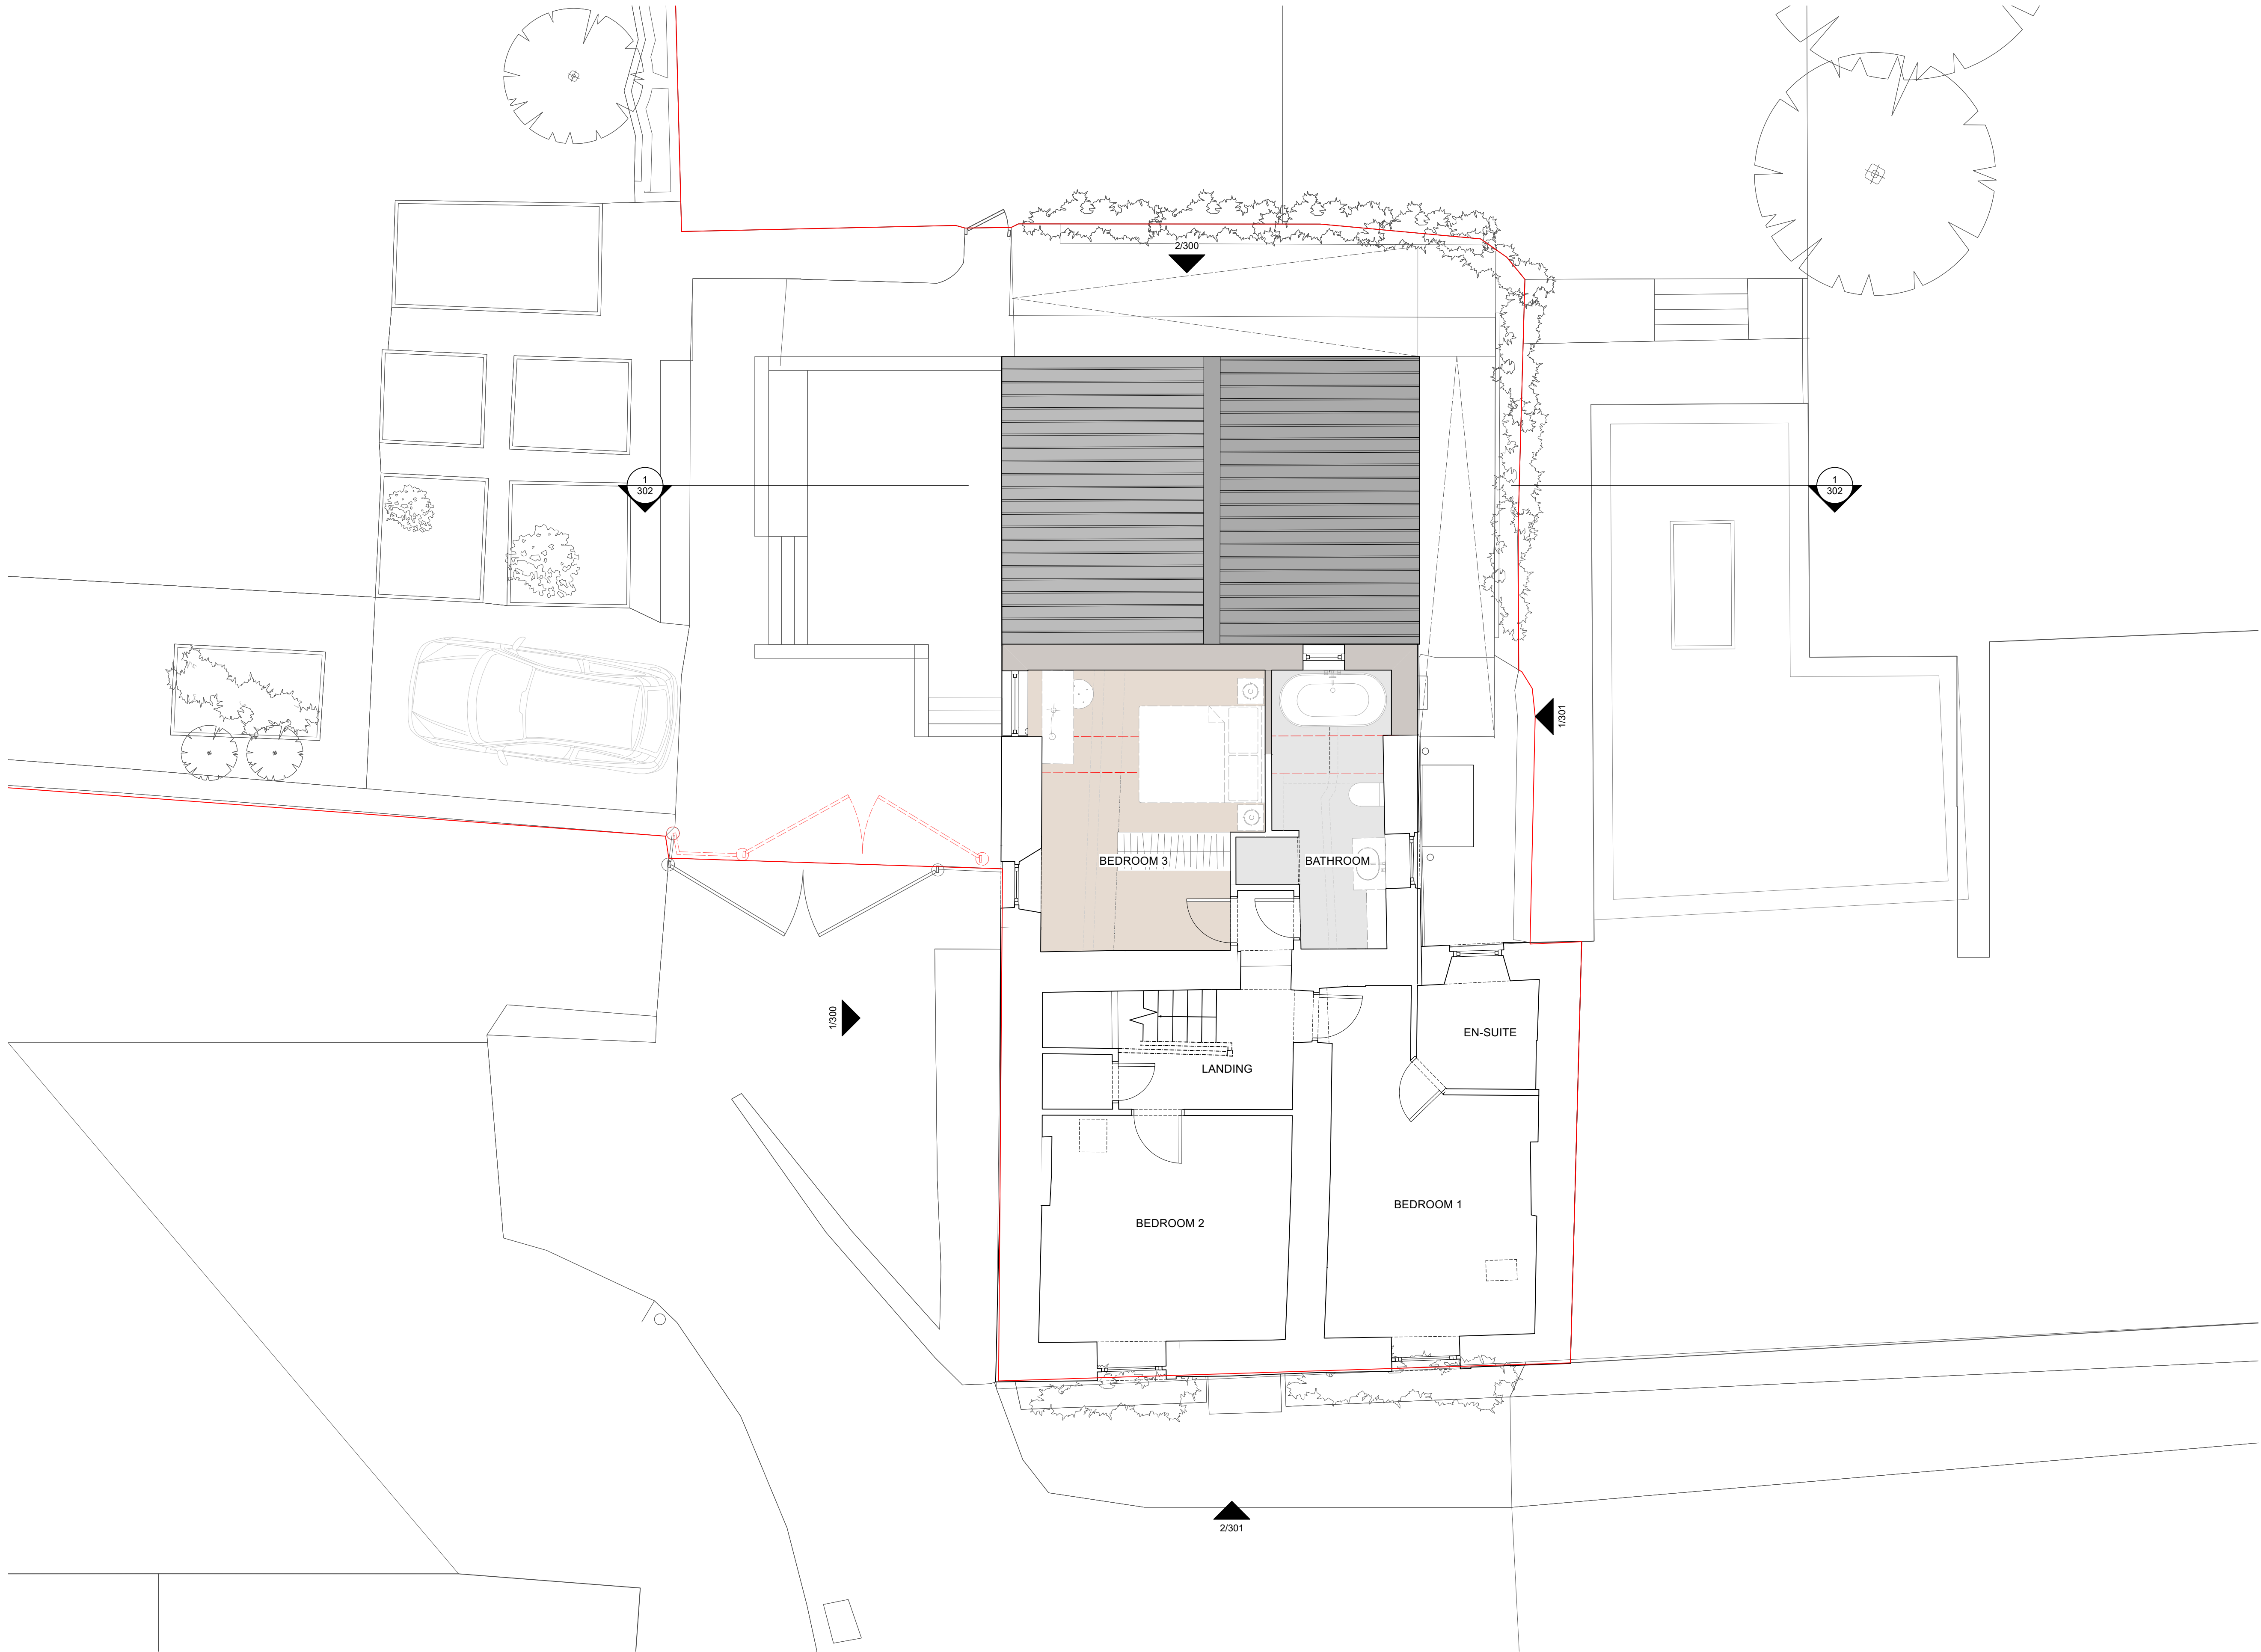 2/300
1
302
1
302
1/301
BEDROOM 3
BATHROOM
1/300
EN-SUITE
LANDING
BEDROOM 1
BEDROOM 2
2/301